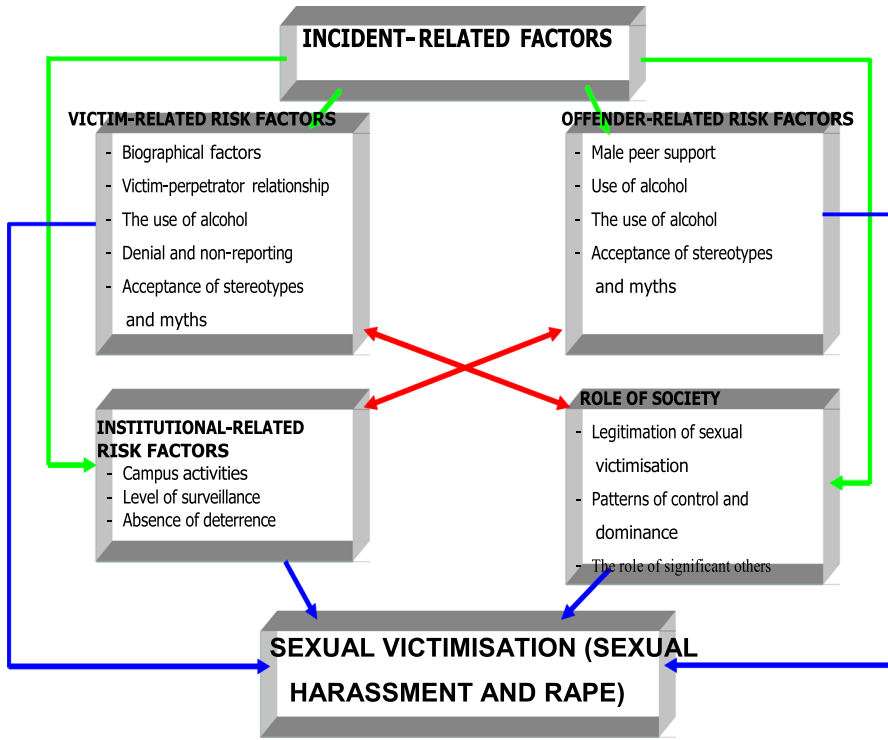 INCIDENT-RELATED FACTORS
VICTIM-RELATED RISK FACTORS
- Biographical factors
- Victim-perpetrator relationship
- The use of alcohol
- Denial and non-reporting
- Acceptance of stereotypes
and myths
OFFENDER-RELATED RISK FACTORS
- Male peer support
- Use of alcohol
- The use of alcohol
- Acceptance of stereotypes
and myths
INSTITUTIONAL-RELATED
RISK FACTORS
- Campus activities
- Level of surveillance
- Absence of deterrence
ROLE OF SOCIETY
- Legitimation of sexual
victimisation
- Patterns of control and
dominance
- The role of significant others
SEXUAL VICTIMISATION (SEXUAL
HARASSMENT AND RAPE)